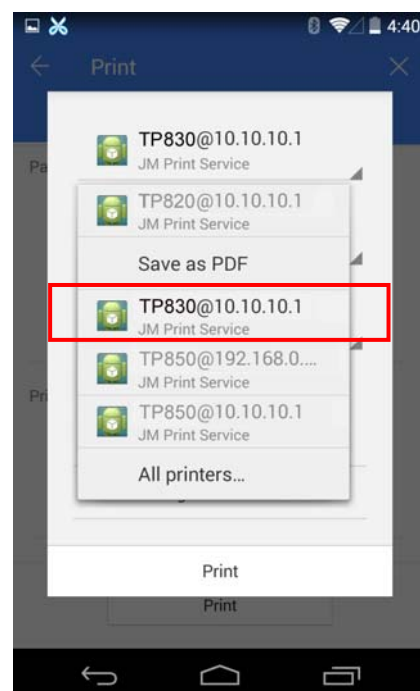 4:40
Print
TP830@10.10.10.1
JM Print Service
Pa
TP820@10.10.10.1
JM Print Service
Save as PDF
TP830@10.10.10.1
JM Print Service
TP850@192.168.0....
JM Print Service
Pri
TP850@10.10.10.1
JM Print Service
All printers...
Print
Print